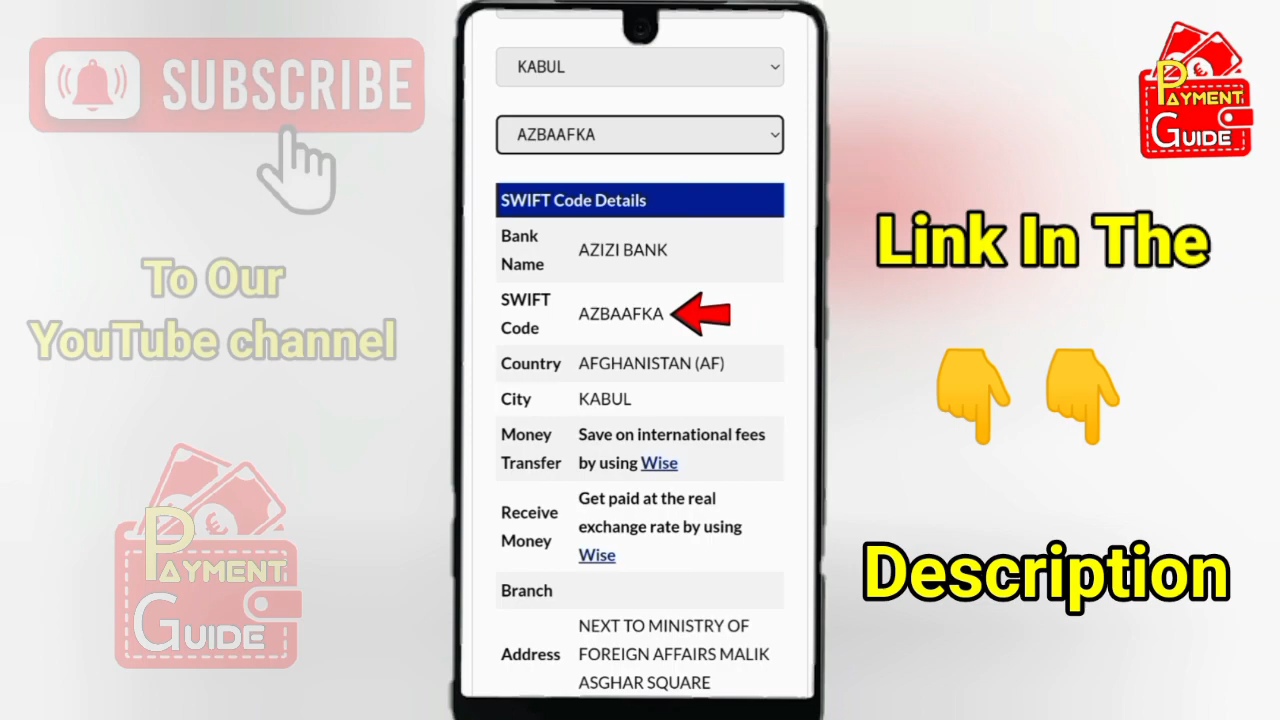 SUBSCRIBE
To Our
YouTube channel
PAYMENT
GUIDE
KABUL
AZBAAFKA
SWIFT Code Details
Bank
Name
AZIZI BANK
SWIFT
Code
AZBAAFKA
Country
AFGHANISTAN (AF)
City
KABUL
Money
Transfer
Save on international fees
by using Wise
Receive
Money
Get paid at the real
exchange rate by using
Wise
Branch
Address
NEXT TO MINISTRY OF
FOREIGN AFFAIRS MALIK
ASGHAR SQUARE
PAYMENT
GUIDE
Link In The
Description